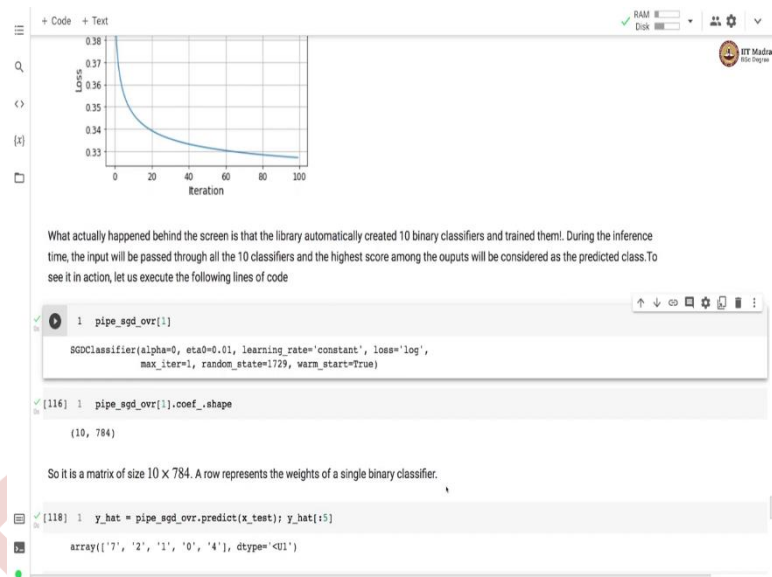 + Code + Text
RAM
Disk
IIT Madra
BSc Degree
0.38
0.37
0.36
0.35
0.34
0.33
Loss
0 20 40 60 80 100
Iteration
What actually happened behind the screen is that the library automatically created 10 binary classifiers and trained them!. During the inference
time, the input will be passed through all the 10 classifiers and the highest score among the ouputs will be considered as the predicted class.To
see it in action, let us execute the following lines of code
1 pipe_sgd_ovr[1]
SGDClassifier(alpha=0, eta0=0.01, learning_rate='constant', loss='log',
max_iter=1, random_state=1729, warm_start=True)
[116] 1 pipe_sgd_ovr[1].coef_.shape
(10, 784)
So it is a matrix of size 10 × 784. A row represents the weights of a single binary classifier.
[118] 1 y_hat = pipe_sgd_ovr.predict(x_test); y_hat[:5]
array(['7', '2', '1', '0', '4'], dtype='<U1')